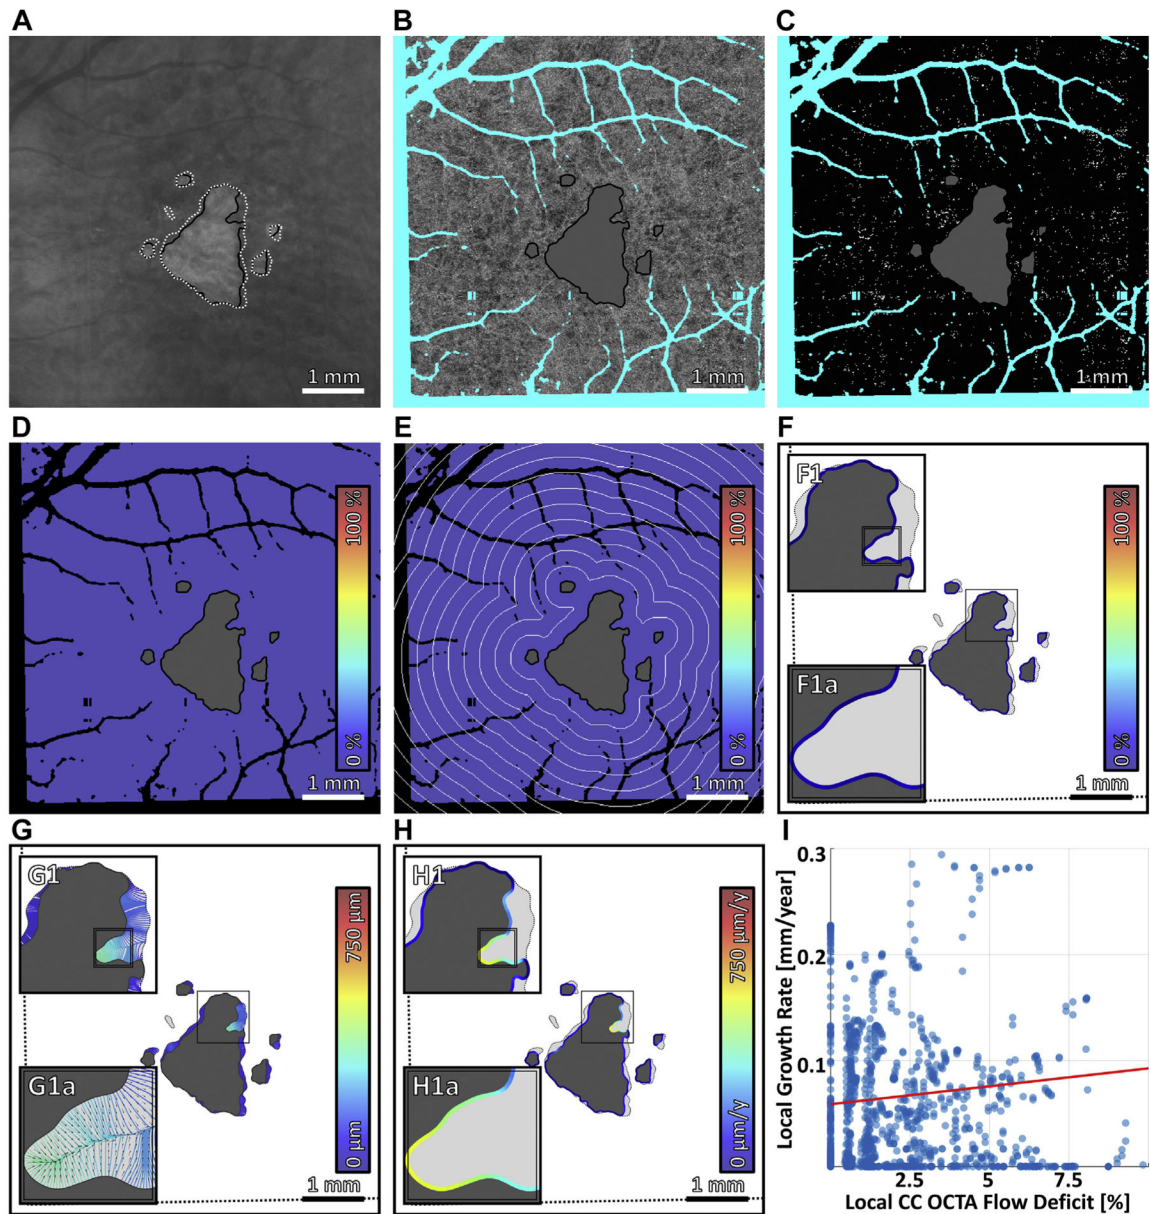 A
B
C
1 mm
1 mm
1 mm
D
E
F
100 %
0 %
1 mm
100 %
0 %
1 mm
F1
F1a
100 %
0 %
1 mm
G
H
I
G1
G1a
750 µm
0 µm
1 mm
H1
H1a
750 µm/y
0 µm/y
1 mm
Local Growth Rate [mm/year]
0.3
0.2
0.1
2.5
5
7.5
Local CC OCTA Flow Deficit [%]